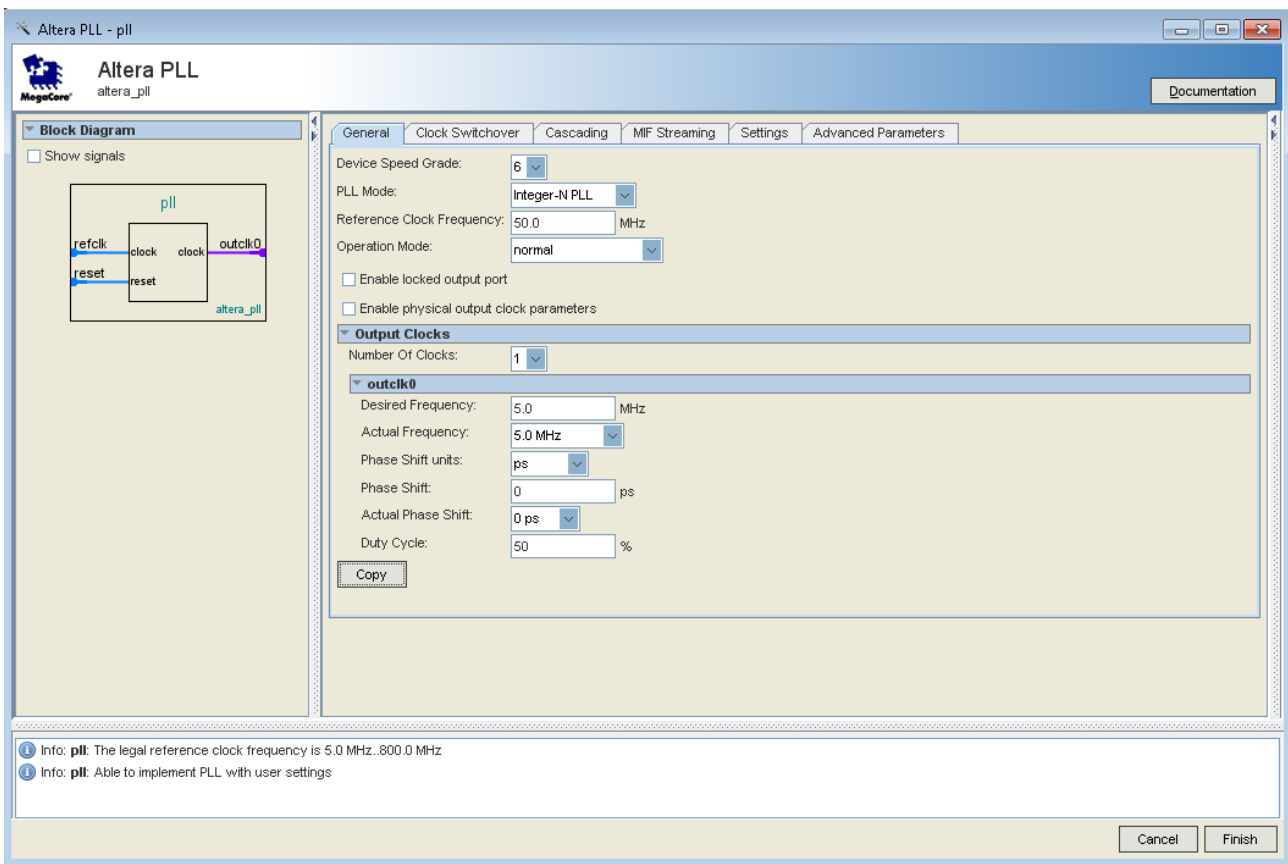 Altera PLL - pll
MegaCore®
Altera PLL
altera_pll
Documentation
Block Diagram
Show signals
pll
refclk
clock
clock
outclk0
reset
reset
altera_pll
General
Clock Switchover
Cascading
MIF Streaming
Settings
Advanced Parameters
Device Speed Grade: 6
PLL Mode: Integer-N PLL
Reference Clock Frequency: 50.0 MHz
Operation Mode: normal
Enable locked output port
Enable physical output clock parameters
Output Clocks
Number Of Clocks: 1
outclk0
Desired Frequency: 5.0 MHz
Actual Frequency: 5.0 MHz
Phase Shift units: ps
Phase Shift: 0 ps
Actual Phase Shift: 0 ps
Duty Cycle: 50 %
Copy
Info: pll: The legal reference clock frequency is 5.0 MHz..800.0 MHz
Info: pll: Able to implement PLL with user settings
Cancel
Finish